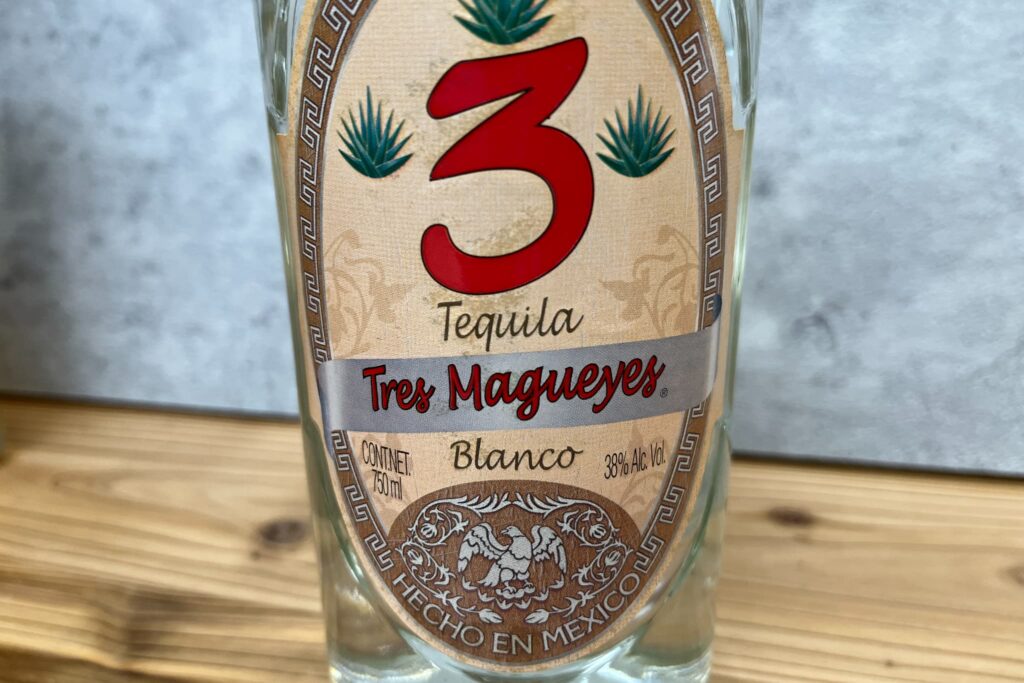 3
Tequila
Tres Magueyes®
Blanco
CONT.NET.
750 ml
38% Alc. Vol.
HECHO EN MEXICO